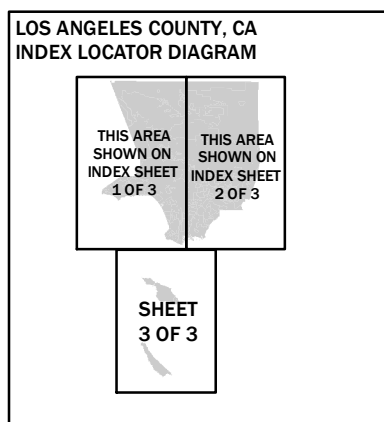 LOS ANGELES COUNTY, CA
INDEX LOCATOR DIAGRAM
THIS AREA
SHOWN ON
INDEX SHEET
1 OF 3
THIS AREA
SHOWN ON
INDEX SHEET
2 OF 3
SHEET
3 OF 3